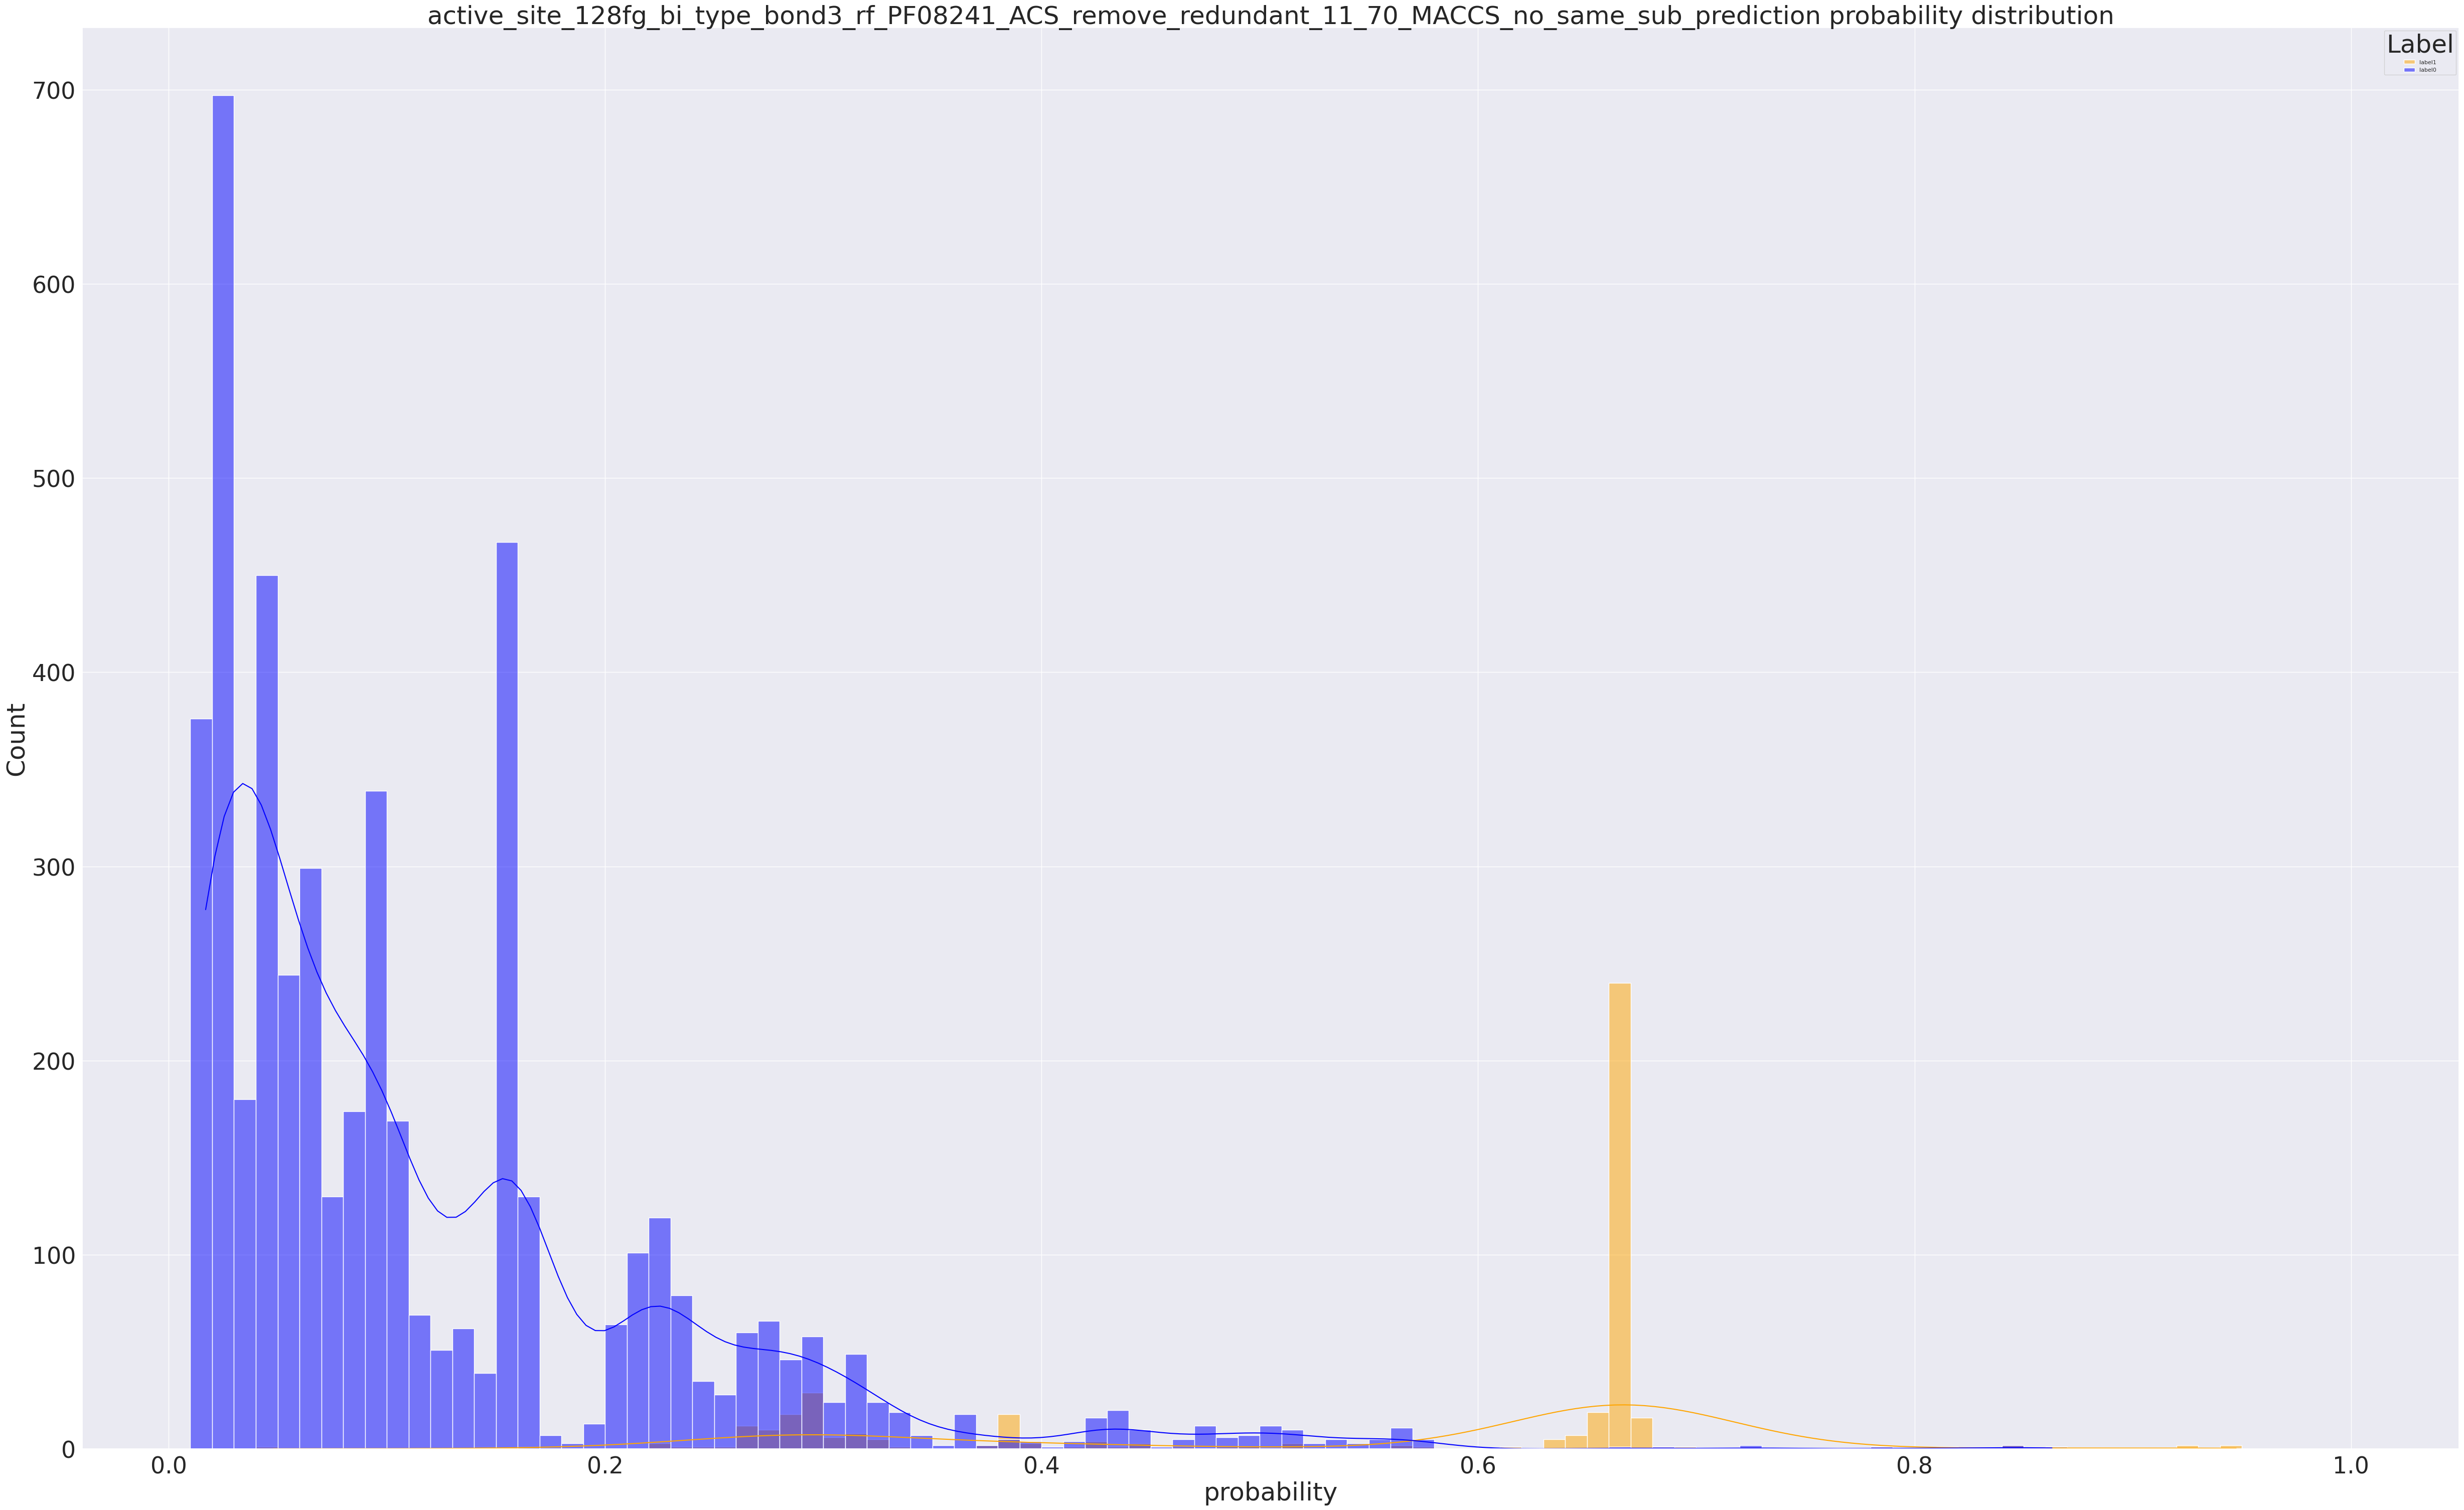 active_site_128fg_bi_type_bond3_rf_PF08241_ACS_remove_redundant_11_70_MACCS_no_same_sub_prediction probability distribution
Label
label1
label0
700
600
500
400
300
200
100
0
Count
0.0 0.2 0.4 0.6 0.8 1.0
probability